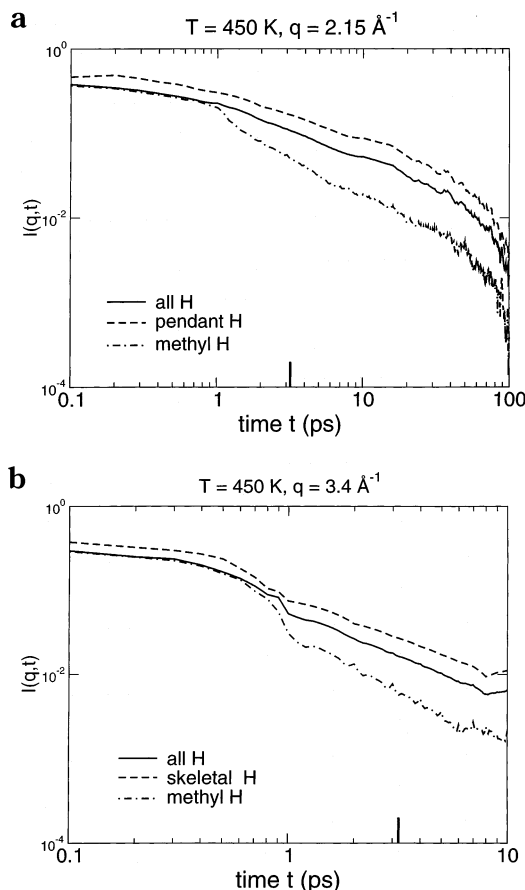 a
T = 450 K, q = 2.15 Å⁻¹
10⁰
10⁻²
10⁻⁴
I(q,t)
all H
pendant H
methyl H
0.1 1 10 100
time t (ps)
b
T = 450 K, q = 3.4 Å⁻¹
10⁰
10⁻²
10⁻⁴
I(q,t)
all H
skeletal H
methyl H
0.1 1 10
time t (ps)